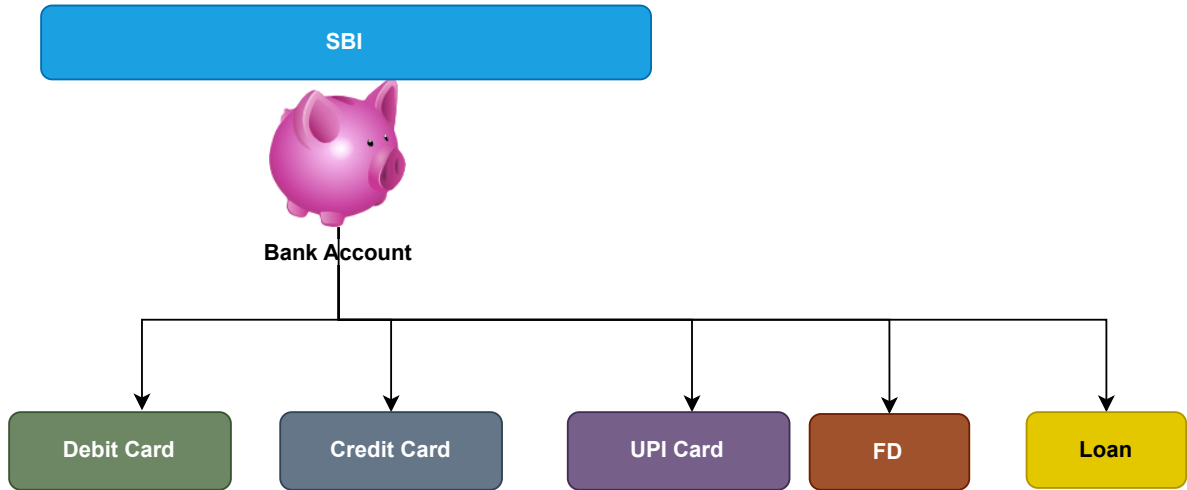 SBI
Bank Account
Debit Card
Credit Card
UPI Card
FD
Loan